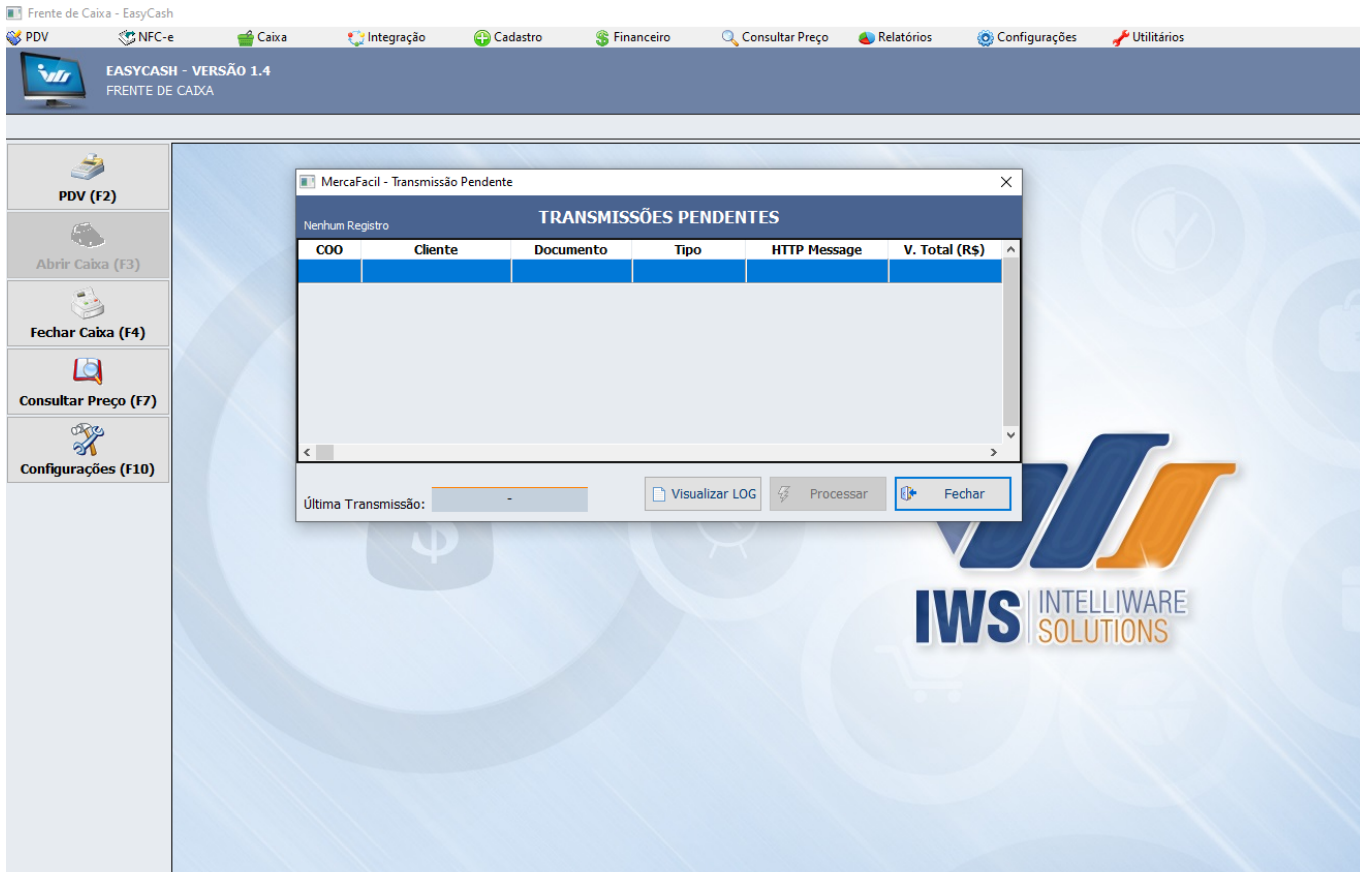 Frente de Caixa - EasyCash
PDV NFC-e Caixa Integração Cadastro Financeiro Consultar Preço Relatórios Configurações Utilitários
EASYCASH - VERSÃO 1.4
FRENTE DE CAIXA
PDV (F2)
Abrir Caixa (F3)
Fechar Caixa (F4)
Consultar Preço (F7)
Configurações (F10)
MercaFacil - Transmissão Pendente
TRANSMISSÕES PENDENTES
Nenhum Registro
COO Cliente Documento Tipo HTTP Message V. Total (R$)
Última Transmissão: - Visualizar LOG Processar Fechar
IWS INTELLIWARE
SOLUTIONS